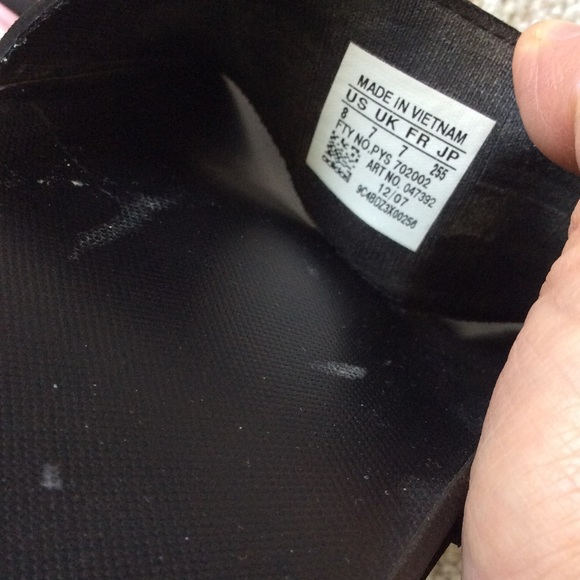 MADE IN VIETNAM
US UK FR JP
8 7 7 255
FTY NO.PYS 702002
ART NO. 047392
12/07
9C4BDZ3X00256